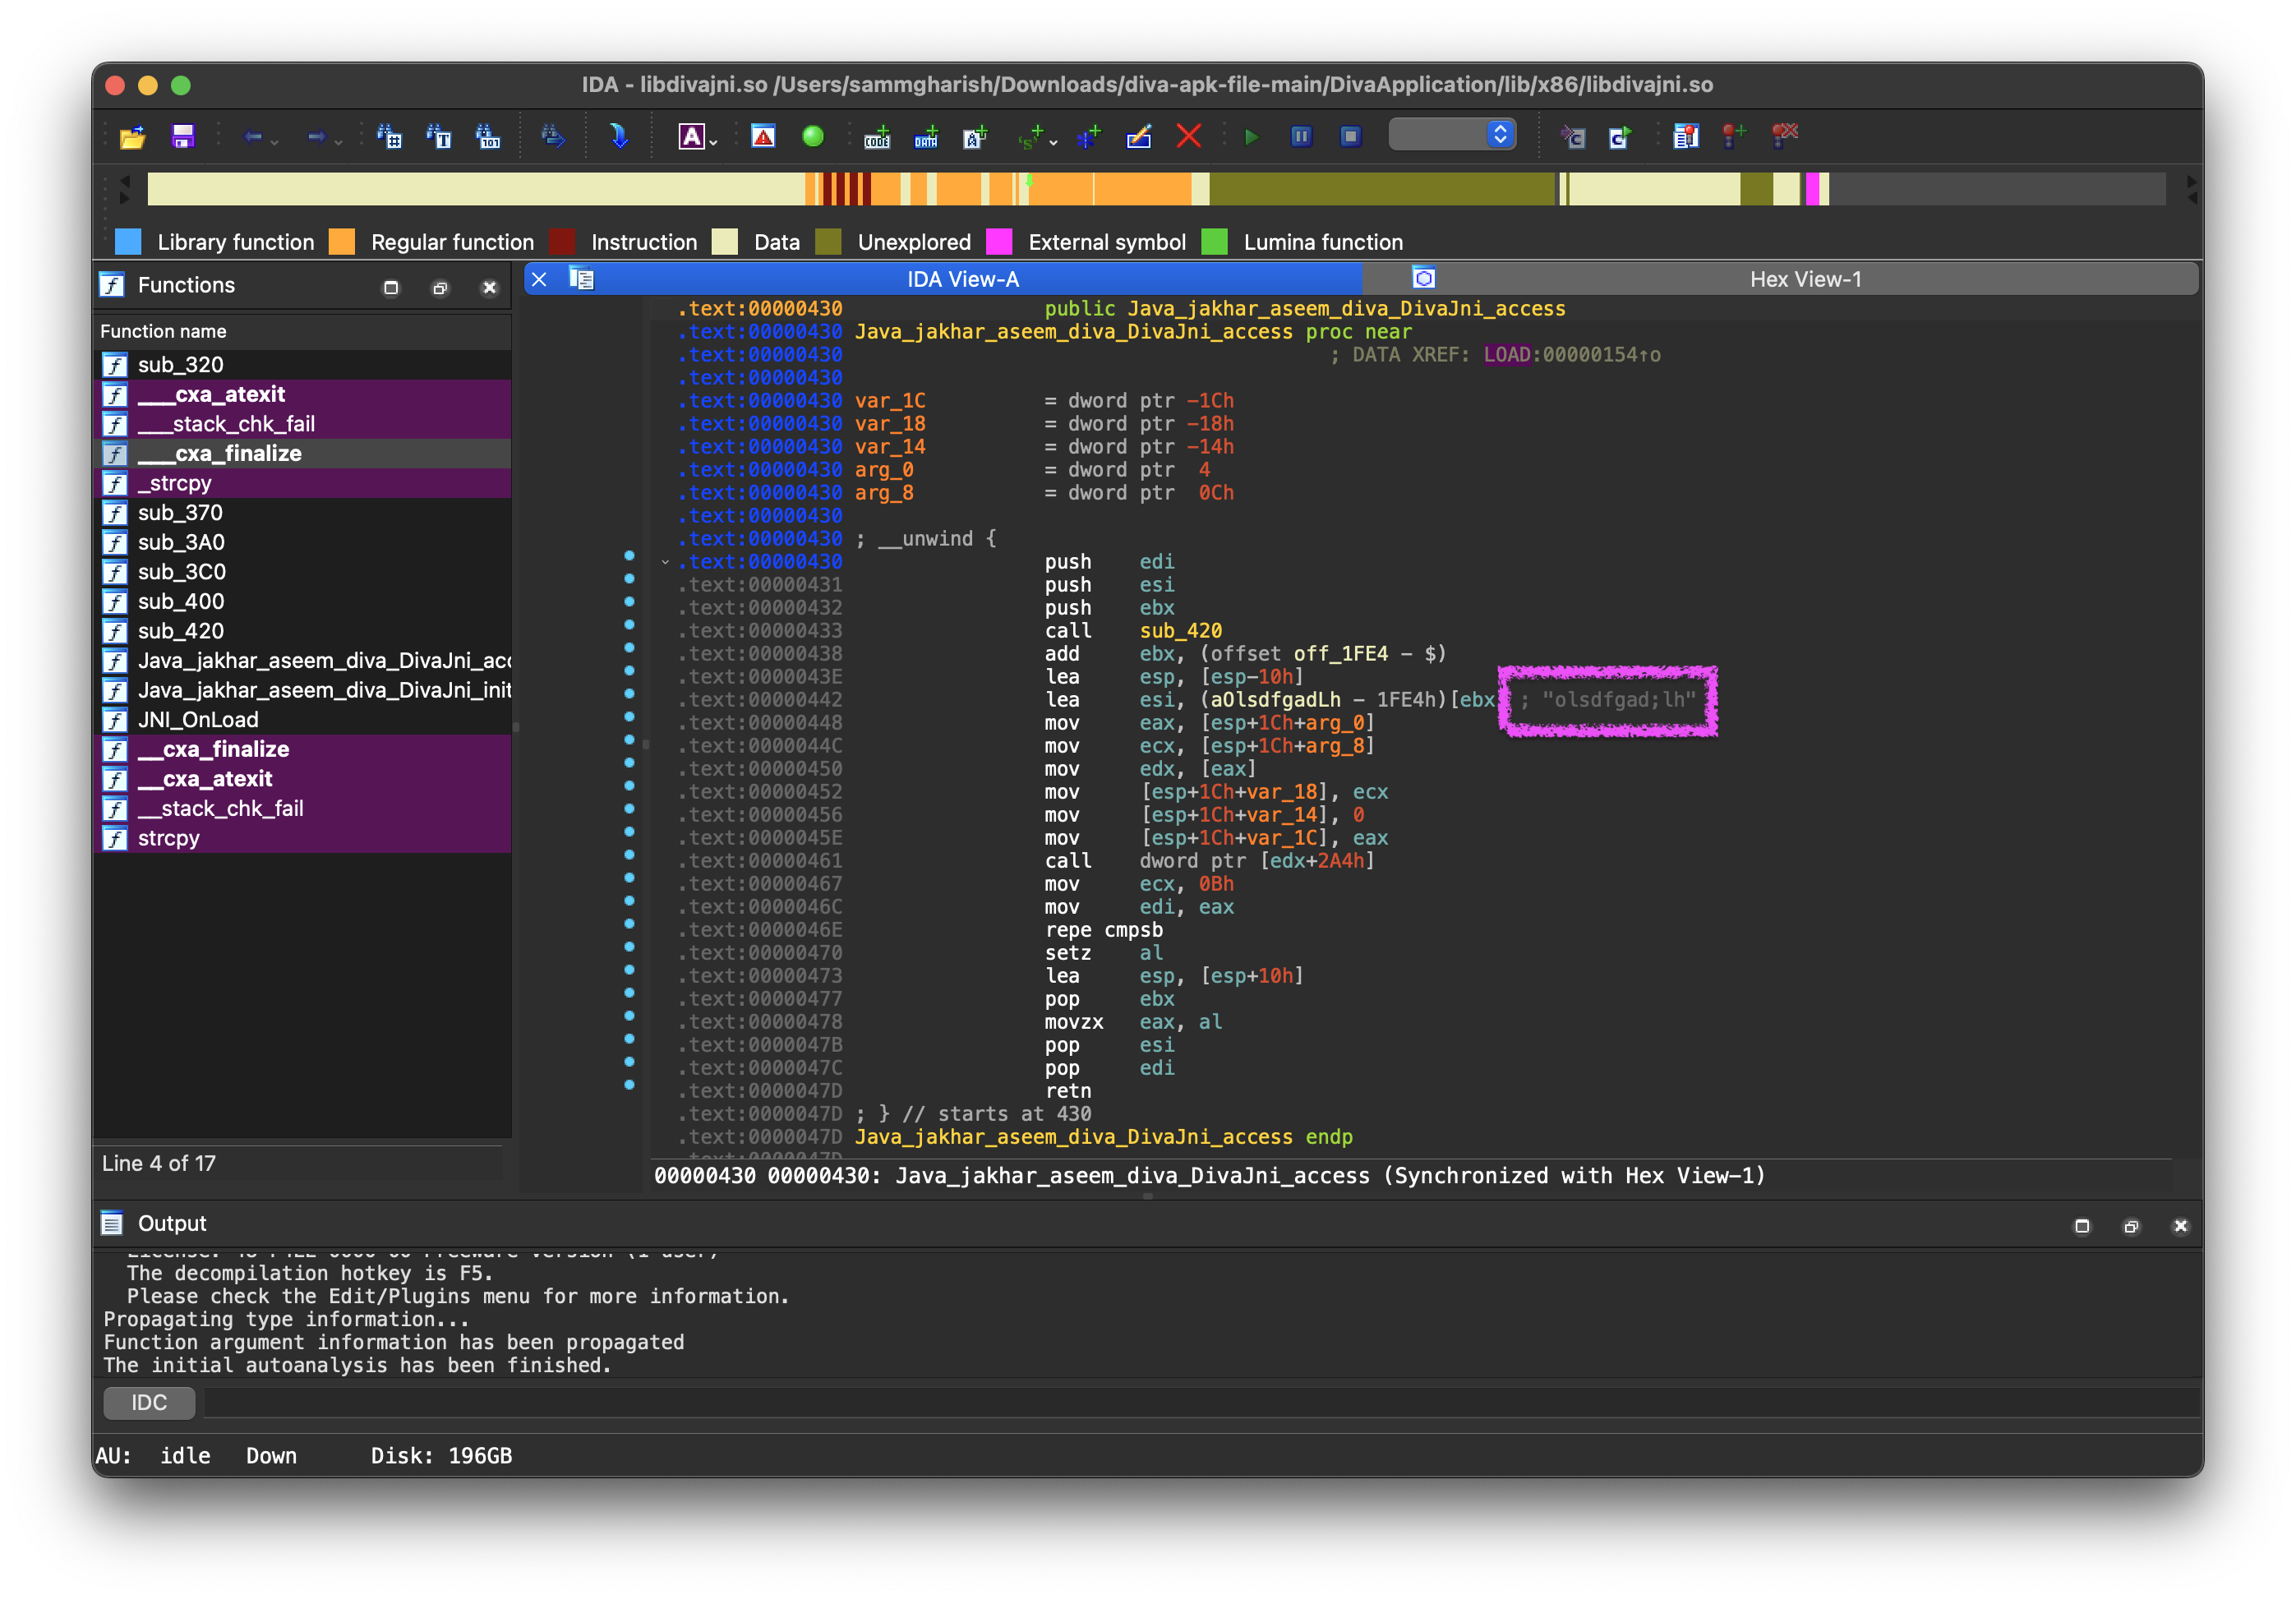 IDA - libdivajni.so /Users/sammgharish/Downloads/diva-apk-file-main/DivaApplication/lib/x86/libdivajni.so
Library function Regular function Instruction Data Unexplored External symbol Lumina function
Functions
Function name
sub_320
___cxa_atexit
___stack_chk_fail
___cxa_finalize
_strcpy
sub_370
sub_3A0
sub_3C0
sub_400
sub_420
Java_jakhar_aseem_diva_DivaJni_acc
Java_jakhar_aseem_diva_DivaJni_init
JNI_OnLoad
__cxa_finalize
__cxa_atexit
__stack_chk_fail
strcpy
Line 4 of 17
IDA View-A
Hex View-1
.text:00000430 public Java_jakhar_aseem_diva_DivaJni_access
.text:00000430 Java_jakhar_aseem_diva_DivaJni_access proc near
.text:00000430 ; DATA XREF: LOAD:00000154↑o
.text:00000430
.text:00000430 var_1C = dword ptr -1Ch
.text:00000430 var_18 = dword ptr -18h
.text:00000430 var_14 = dword ptr -14h
.text:00000430 arg_0 = dword ptr 4
.text:00000430 arg_8 = dword ptr 0Ch
.text:00000430
.text:00000430 ; __unwind {
.text:00000430 push edi
.text:00000431 push esi
.text:00000432 push ebx
.text:00000433 call sub_420
.text:00000438 add ebx, (offset off_1FE4 - $)
.text:0000043E lea esp, [esp-10h]
.text:00000442 lea esi, (aOlsdfgadLh - 1FE4h)[ebx ; "olsdfgad;lh"
.text:00000448 mov eax, [esp+1Ch+arg_0]
.text:0000044C mov ecx, [esp+1Ch+arg_8]
.text:00000450 mov edx, [eax]
.text:00000452 mov [esp+1Ch+var_18], ecx
.text:00000456 mov [esp+1Ch+var_14], 0
.text:0000045E mov [esp+1Ch+var_1C], eax
.text:00000461 call dword ptr [edx+2A4h]
.text:00000467 mov ecx, 0Bh
.text:0000046C mov edi, eax
.text:0000046E repe cmpsb
.text:00000470 setz al
.text:00000473 lea esp, [esp+10h]
.text:00000477 pop ebx
.text:00000478 movzx eax, al
.text:0000047B pop esi
.text:0000047C pop edi
.text:0000047D retn
.text:0000047D ; } // starts at 430
.text:0000047D Java_jakhar_aseem_diva_DivaJni_access endp
00000430 00000430: Java_jakhar_aseem_diva_DivaJni_access (Synchronized with Hex View-1)
Output
The decompilation hotkey is F5.
Please check the Edit/Plugins menu for more information.
Propagating type information...
Function argument information has been propagated
The initial autoanalysis has been finished.
IDC
AU: idle Down Disk: 196GB